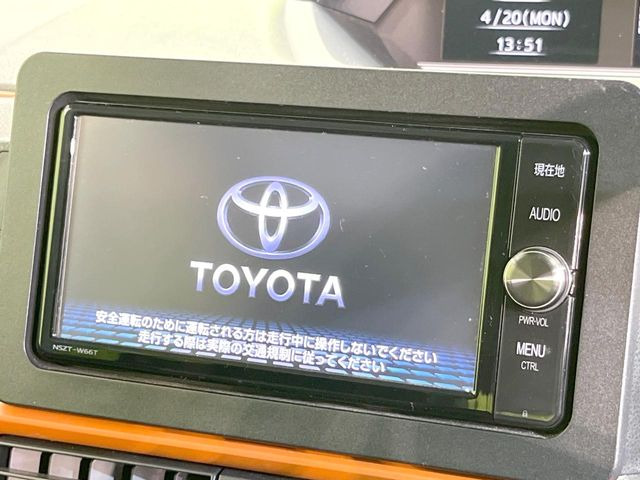 4/20(MON)
13:51
現在地
AUDIO
TOYOTA
PWR-VOL
安全運転のために運転される方は走行中に操作しないでください
走行する際は実際の交通規制に従ってください
NSZT-W66T
MENU
CTRL